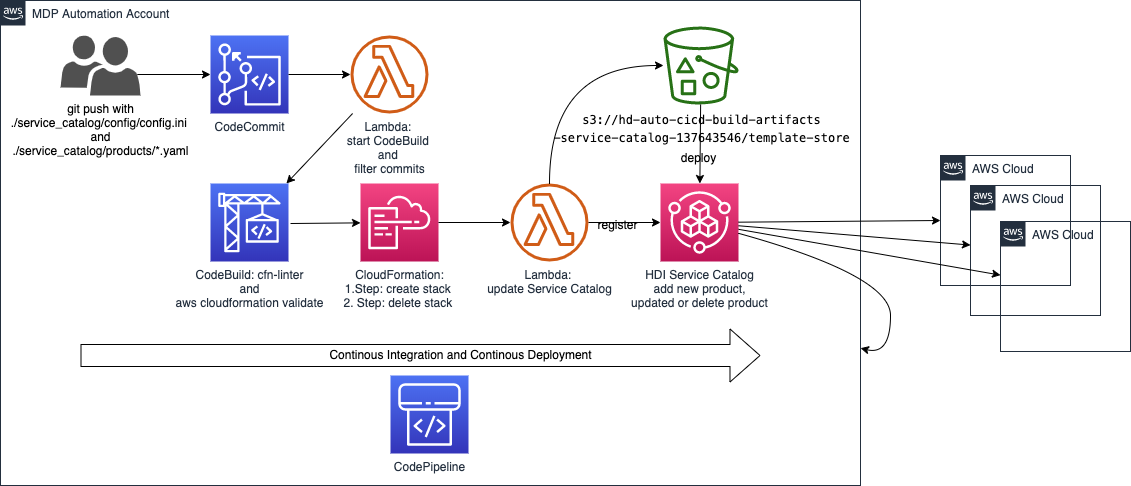 aws
MDP Automation Account
git push with
./service_catalog/config/config.ini
and
./service_catalog/products/*.yaml
CodeCommit
Lambda:
start CodeBuild
and
filter commits
s3://hd-auto-cicd-build-artifacts
-service-catalog-137643546/template-store
deploy
CodeBuild: cfn-linter
and
aws cloudformation validate
CloudFormation:
1.Step: create stack
2. Step: delete stack
Lambda:
update Service Catalog
register
HDI Service Catalog
add new product,
updated or delete product
aws
AWS Cloud
aws
AWS Cloud
aws
AWS Cloud
Continous Integration and Continous Deployment
CodePipeline